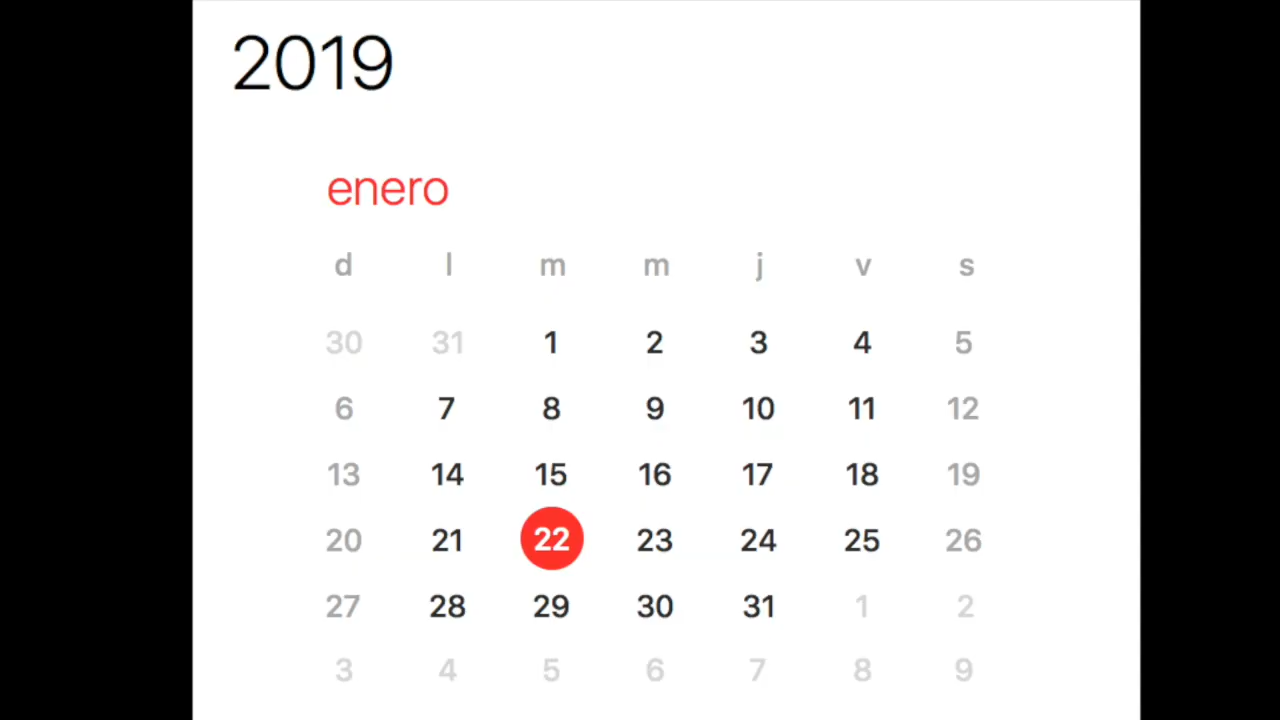 2019
enero
d l m m j v s
30 31 1 2 3 4 5
6 7 8 9 10 11 12
13 14 15 16 17 18 19
20 21 22 23 24 25 26
27 28 29 30 31 1 2
3 4 5 6 7 8 9